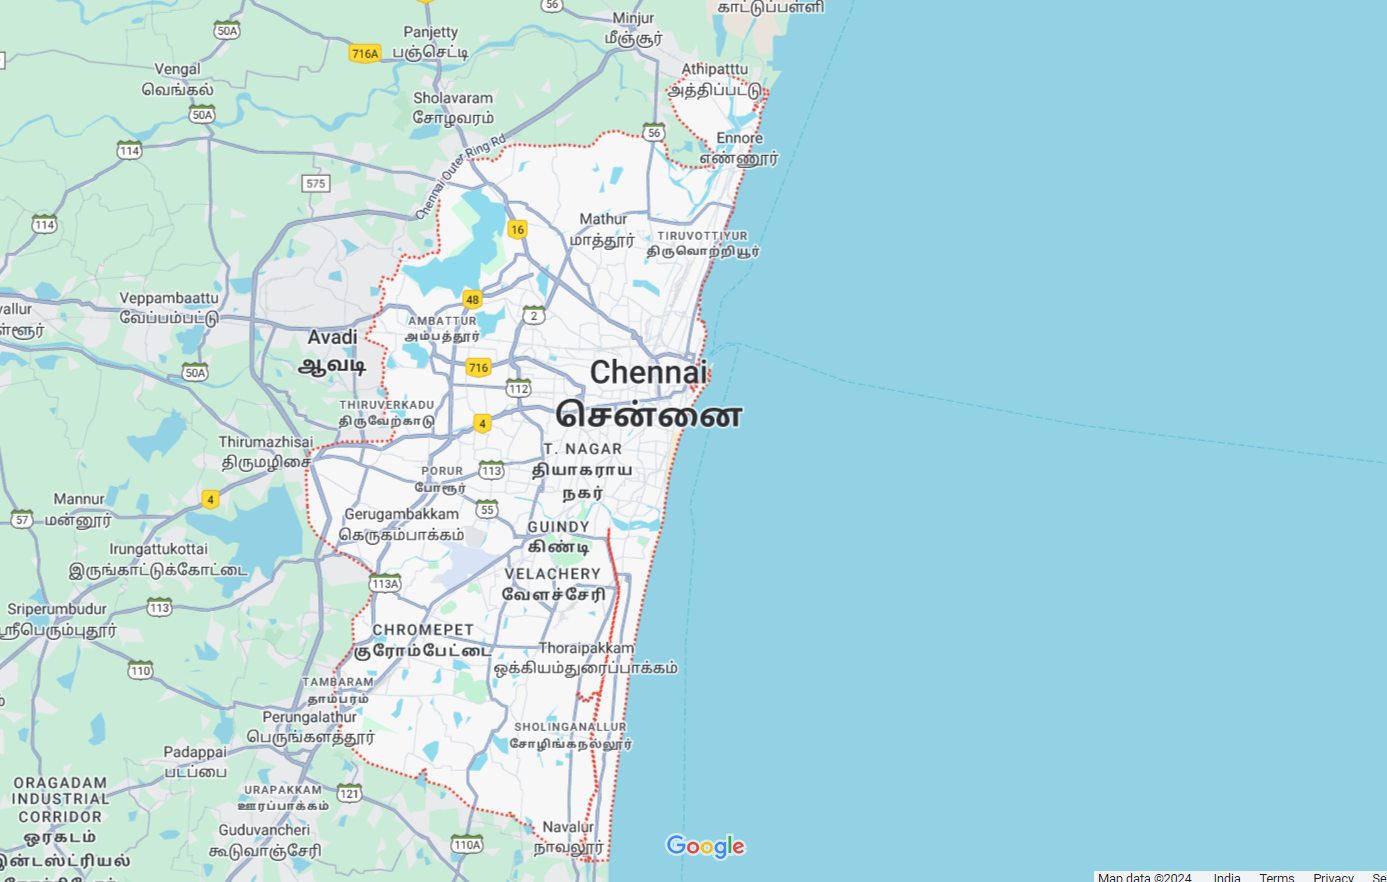 காட்டுப்பள்ளி
56
Minjur
மீஞ்சூர்
50A
Panjetty
பஞ்செட்டி
716A
Vengal
வெங்கல்
Athipatttu
அத்திப்பட்டு
Sholavaram
சோழவரம்
50A
56
Ennore
எண்ணூர்
114
Chennai Outer Ring Rd
575
114
16
Mathur
மாத்தூர்
TIRUVOTTIYUR
திருவொற்றியூர்
Veppambaattu
வேப்பம்பட்டு
48
2
AMBATTUR
அம்பத்தூர்
Avadi
ஆவடி
50A
716
112
Chennai
சென்னை
THIRUVERKADU
திருவேற்காடு
4
Thirumazhisai
திருமழிசை
T. NAGAR
தியாகராய
நகர்
PORUR
போரூர்
113
4
Mannur
மன்னூர்
57
55
Gerugambakkam
கெருகம்பாக்கம்
GUINDY
கிண்டி
Irungattukottai
இருங்காட்டுக்கோட்டை
113A
VELACHERY
வேளச்சேரி
Sriperumbudur
ஸ்ரீபெரும்புதூர்
113
CHROMEPET
குரோம்பேட்டை
Thoraipakkam
ஒக்கியம்துரைப்பாக்கம்
110
TAMBARAM
தாம்பரம்
Perungalathur
பெருங்களத்தூர்
SHOLINGANALLUR
சோழிங்கநல்லூர்
Padappai
படப்பை
ORAGADAM
INDUSTRIAL
CORRIDOR
ஒரகடம்
இன்டஸ்ட்ரியல்
URAPAKKAM
ஊரப்பாக்கம்
121
Guduvancheri
கூடுவாஞ்சேரி
Navalur
நாவலூர்
110A
Google
Map data ©2024 India Terms Privacy